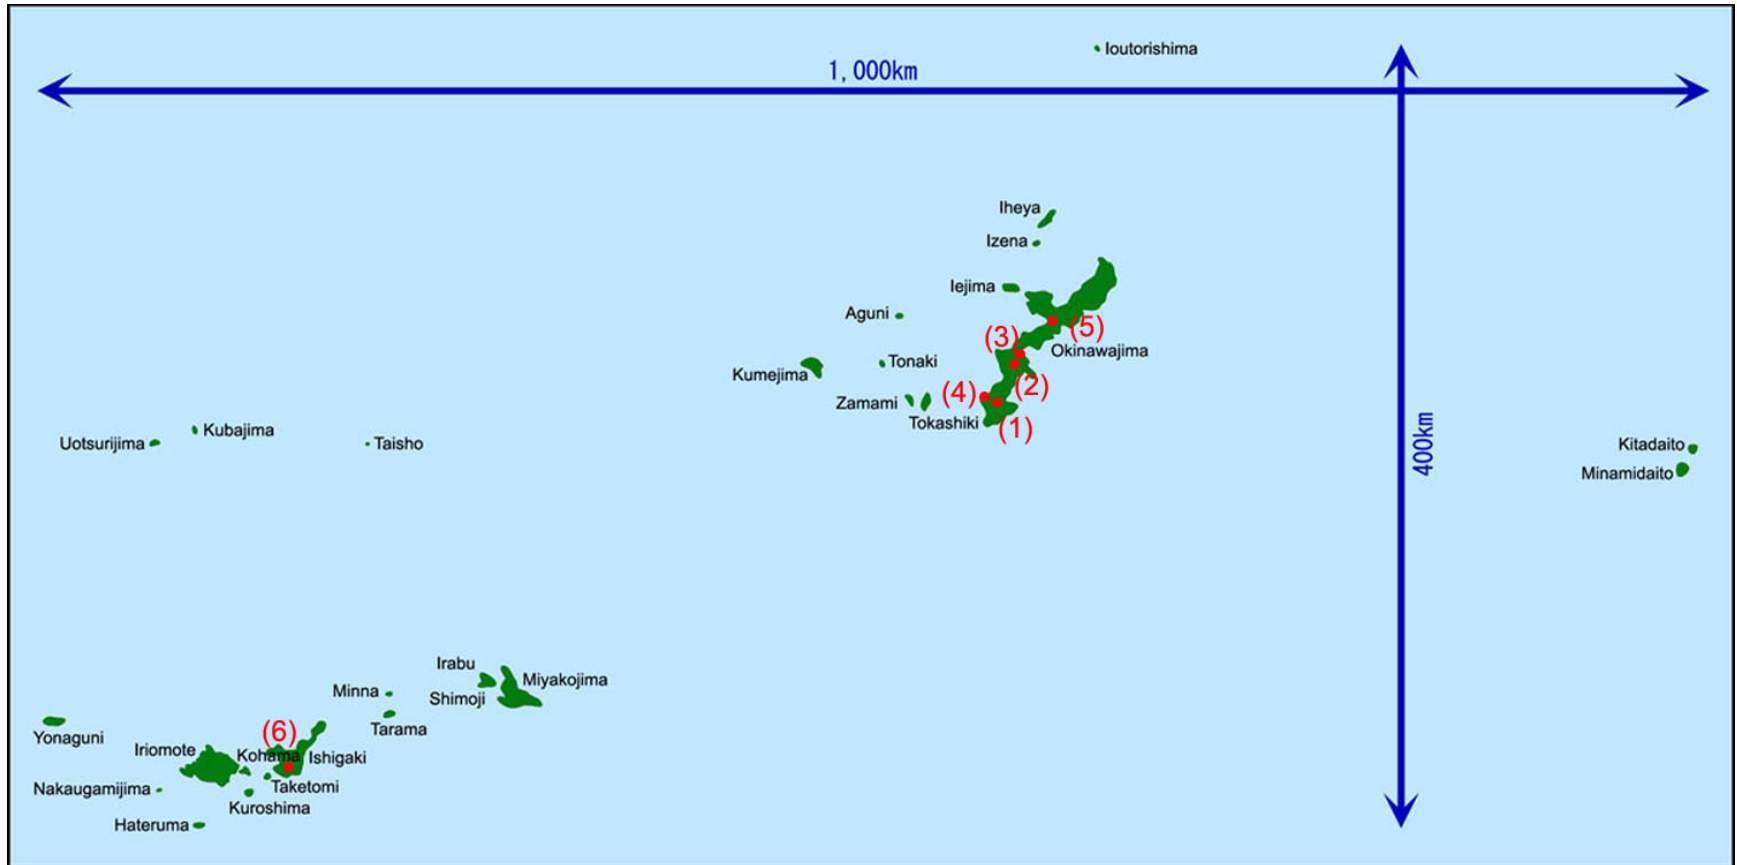 Ioutorishima
1,000km
Iheya
Izena
Iejima
Aguni
(3)
(5)
Okinawajima
Tonaki
Kumejima
(2)
(4)
Zamami
Tokashiki
(1)
400km
Kubajima
Uotsurijima
Taisho
Kitadaito
Minamidaito
Irabu
Miyakojima
Minna
Shimoji
Tarama
(6)
Yonaguni
Iriomote
Kohama
Ishigaki
Nakaugamijima
Taketomi
Kuroshima
Hateruma